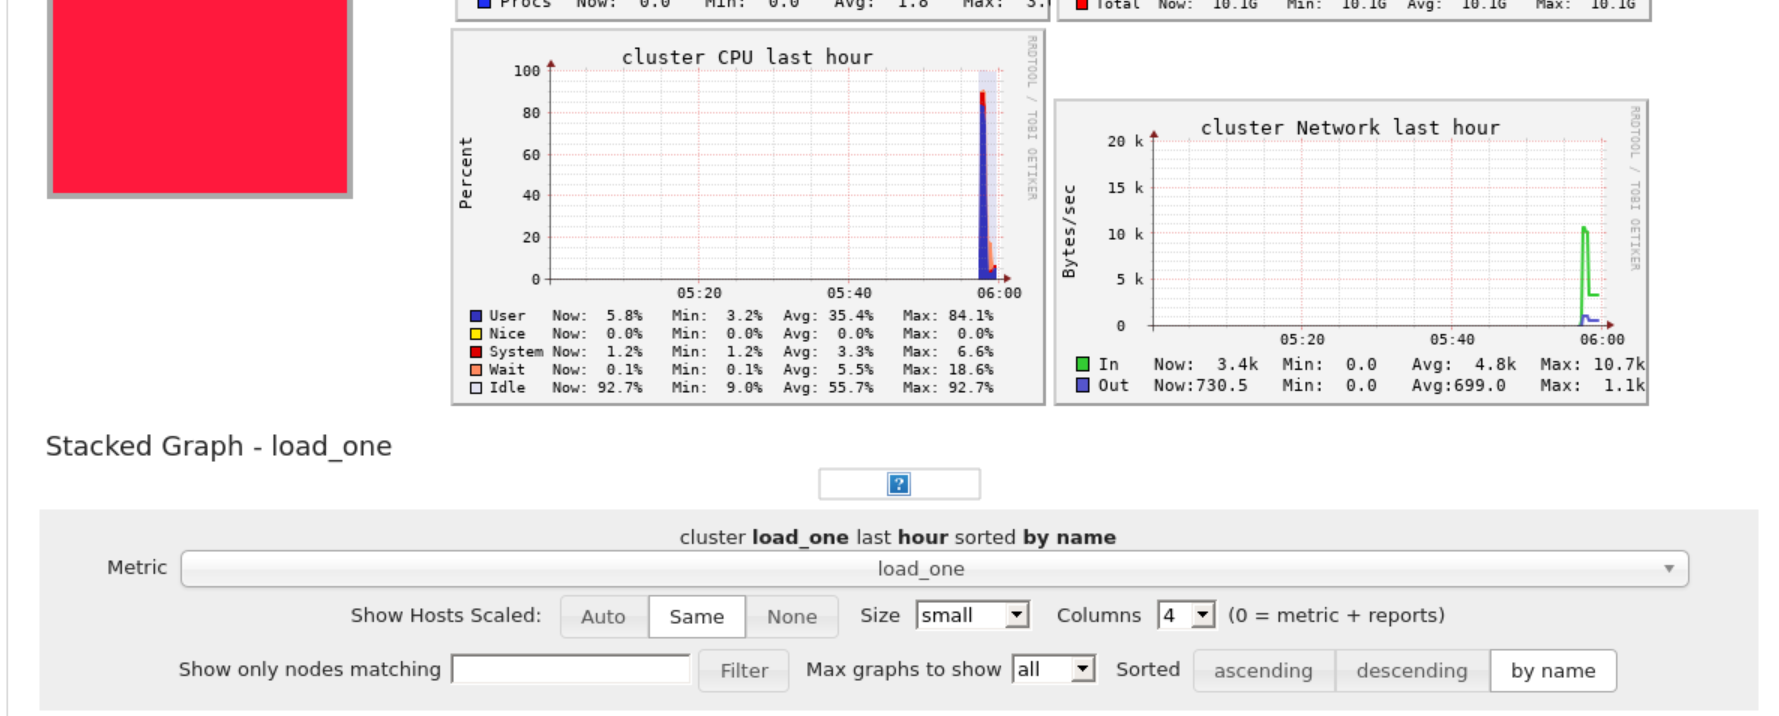 Procs Now: 0.0 Min: 0.0 Avg: 1.8 Max: 3.
Total Now: 10.1G Min: 10.1G Avg: 10.1G Max: 10.1G
cluster CPU last hour
RRDTOOL / TOBI OETIKER
Percent
100
80
60
40
20
0
05:20 05:40 06:00
User Now: 5.8% Min: 3.2% Avg: 35.4% Max: 84.1%
Nice Now: 0.0% Min: 0.0% Avg: 0.0% Max: 0.0%
System Now: 1.2% Min: 1.2% Avg: 3.3% Max: 6.6%
Wait Now: 0.1% Min: 0.1% Avg: 5.5% Max: 18.6%
Idle Now: 92.7% Min: 9.0% Avg: 55.7% Max: 92.7%
cluster Network last hour
RRDTOOL / TOBI OETIKER
Bytes/sec
20 k
15 k
10 k
5 k
0
05:20 05:40 06:00
In Now: 3.4k Min: 0.0 Avg: 4.8k Max: 10.7k
Out Now:730.5 Min: 0.0 Avg:699.0 Max: 1.1k
Stacked Graph - load_one
?
cluster load_one last hour sorted by name
Metric load_one
Show Hosts Scaled: Auto Same None Size small Columns 4 (0 = metric + reports)
Show only nodes matching Filter Max graphs to show all Sorted ascending descending by name